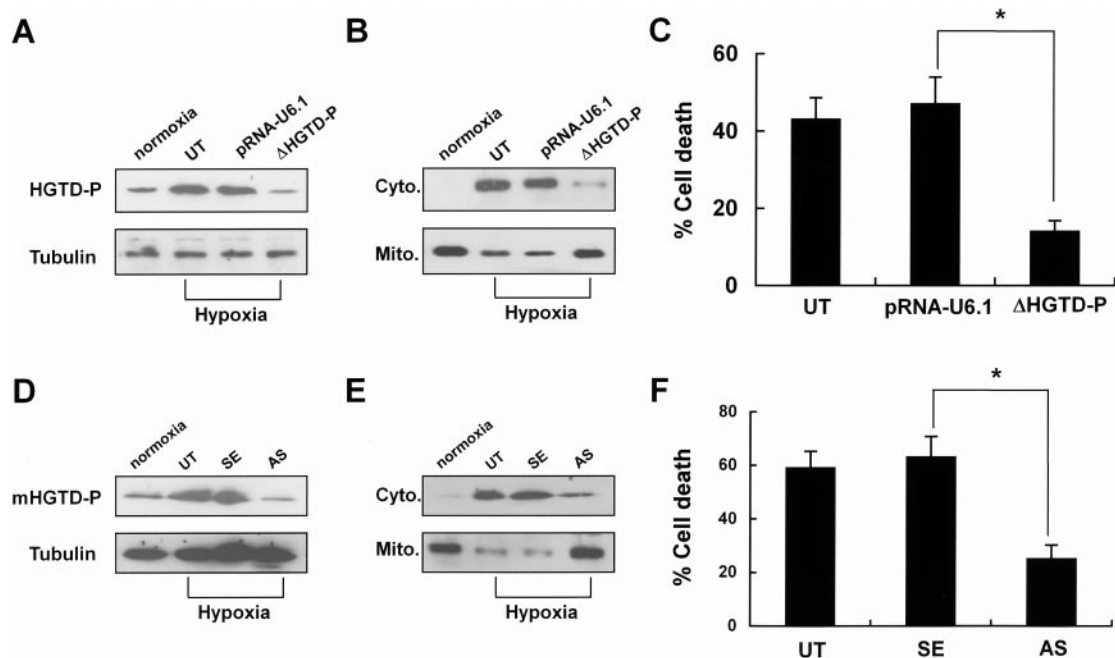 A
normoxia
UT
pRNA-U6.1
ΔHGTD-P
HGTD-P
Tubulin
Hypoxia
B
normoxia
UT
pRNA-U6.1
ΔHGTD-P
Cyto.
Mito.
Hypoxia
C
*
% Cell death
60
40
20
0
UT pRNA-U6.1 ΔHGTD-P
D
normoxia
UT
SE
AS
mHGTD-P
Tubulin
Hypoxia
E
normoxia
UT
SE
AS
Cyto.
Mito.
Hypoxia
F
*
% Cell death
80
60
40
20
0
UT SE AS